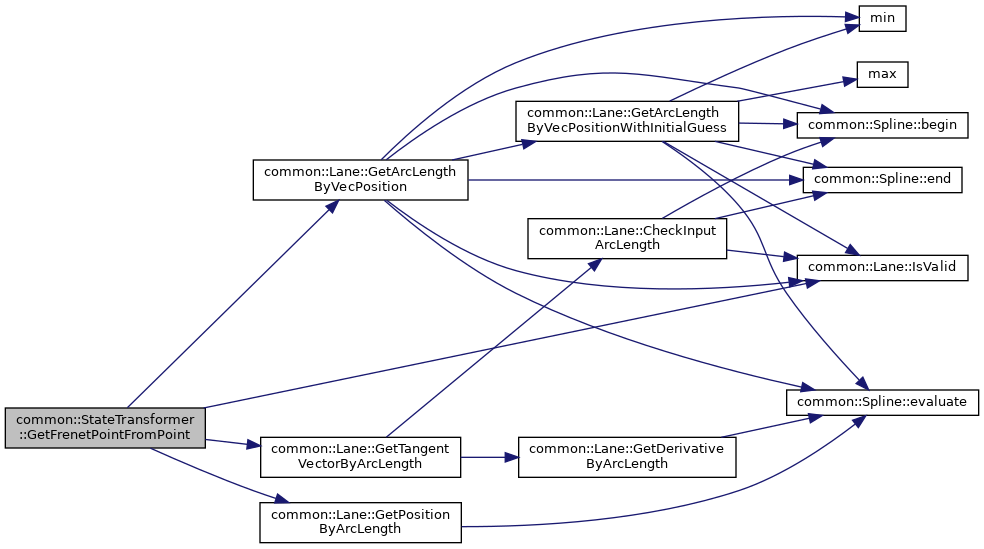 min
max
common::Lane::GetArcLength
ByVecPositionWithInitialGuess
common::Spline::begin
common::Lane::GetArcLength
ByVecPosition
common::Spline::end
common::Lane::CheckInput
ArcLength
common::Lane::IsValid
common::Spline::evaluate
common::StateTransformer
::GetFrenetPointFromPoint
common::Lane::GetTangent
VectorByArcLength
common::Lane::GetDerivative
ByArcLength
common::Lane::GetPosition
ByArcLength